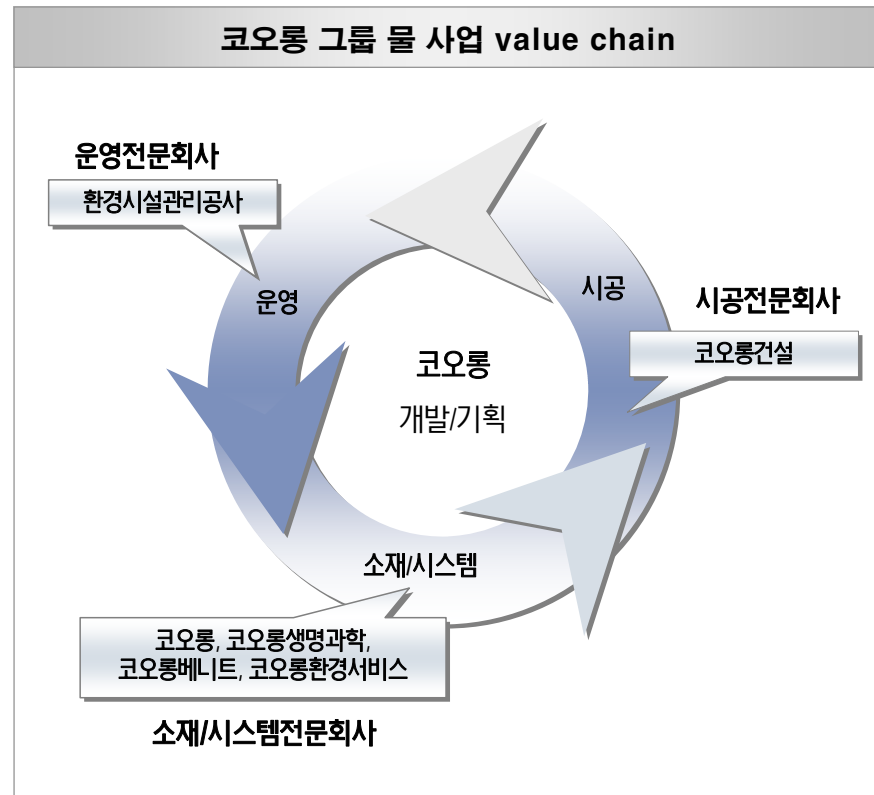 코오롱 그룹 물 사업 value chain
운영전문회사
환경시설관리공사
운영
시공
시공전문회사
코오롱건설
코오롱
개발/기획
소재/시스템
코오롱, 코오롱생명과학,
코오롱베니트, 코오롱환경서비스
소재/시스템전문회사